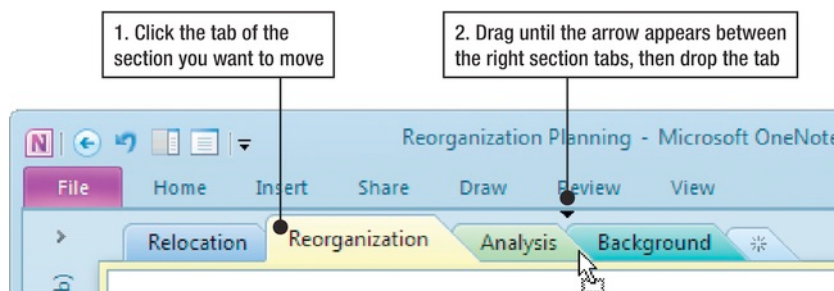 1. Click the tab of the
section you want to move
2. Drag until the arrow appears between
the right section tabs, then drop the tab
Reorganization Planning - Microsoft OneNote
File Home Insert Share Draw Review View
Relocation Reorganization Analysis Background